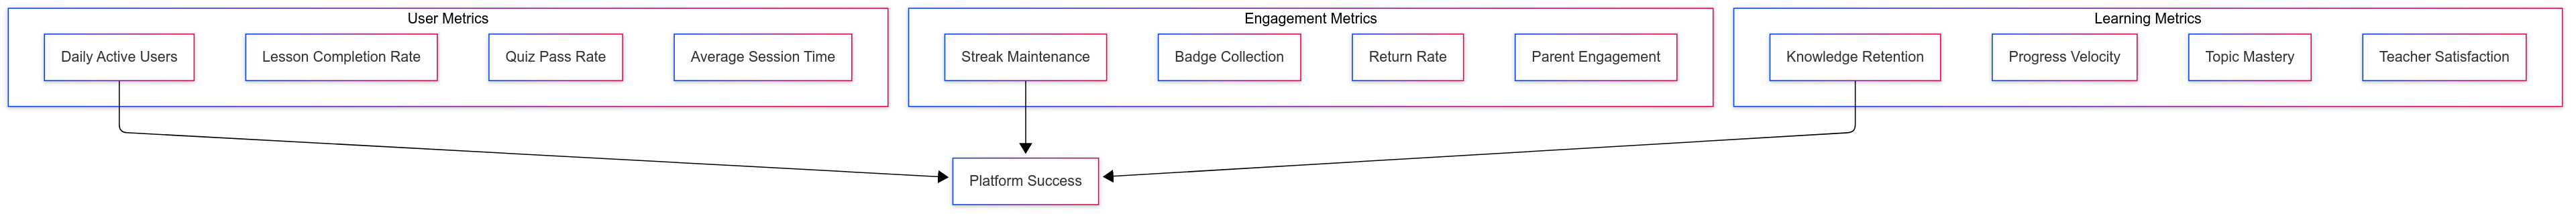 User Metrics
Daily Active Users
Lesson Completion Rate
Quiz Pass Rate
Average Session Time
Engagement Metrics
Streak Maintenance
Badge Collection
Return Rate
Parent Engagement
Learning Metrics
Knowledge Retention
Progress Velocity
Topic Mastery
Teacher Satisfaction
Platform Success